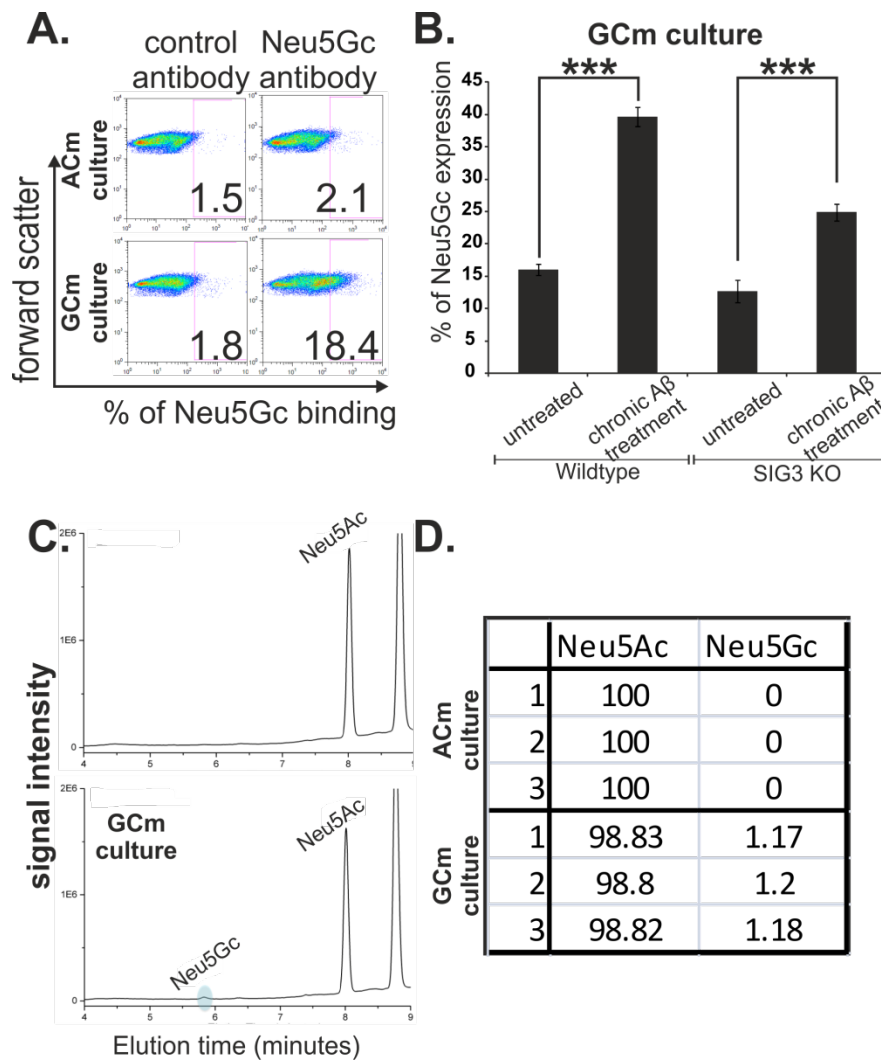 A.
control antibody
Neu5Gc antibody
ACm culture
GCm culture
1.5
2.1
1.8
18.4
forward scatter
% of Neu5Gc binding
B.
GCm culture
***
***
% of Neu5Gc expression
45
40
35
30
25
20
15
10
5
0
untreated
chronic Aβ treatment
untreated
chronic Aβ treatment
Wildtype
SIG3 KO
C.
signal intensity
2E6
1E6
0
Neu5Ac
4 5 6 7 8 9
2E6
1E6
0
GCm culture
Neu5Gc
Neu5Ac
4 5 6 7 8 9
Elution time (minutes)
D.
Neu5Ac Neu5Gc
ACm culture
1 100 0
2 100 0
3 100 0
GCm culture
1 98.83 1.17
2 98.8 1.2
3 98.82 1.18